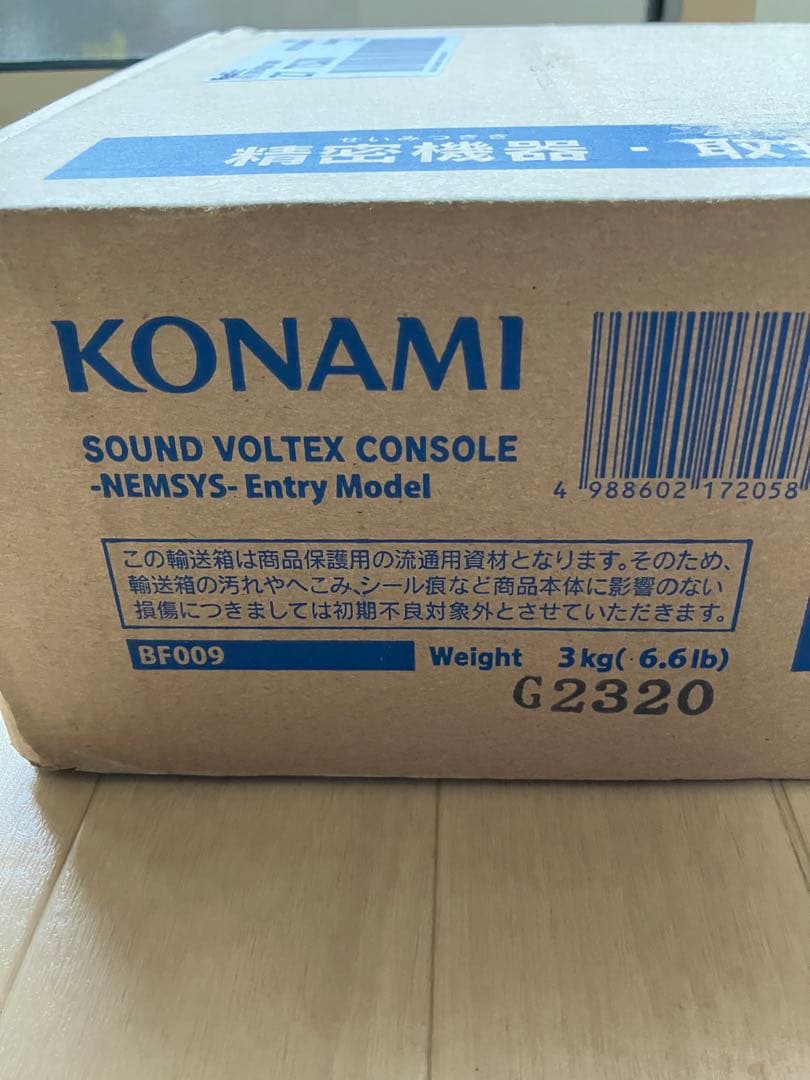 せいみつきき
精密機器・取
KONAMI
SOUND VOLTEX CONSOLE
-NEMSYS- Entry Model
4 988602 172058
この輸送箱は商品保護用の流通用資材となります。そのため、
輸送箱の汚れやへこみ、シール痕など商品本体に影響のない
損傷につきましては初期不良対象外とさせていただきます。
BF009
Weight 3kg( 6.6lb)
G2320